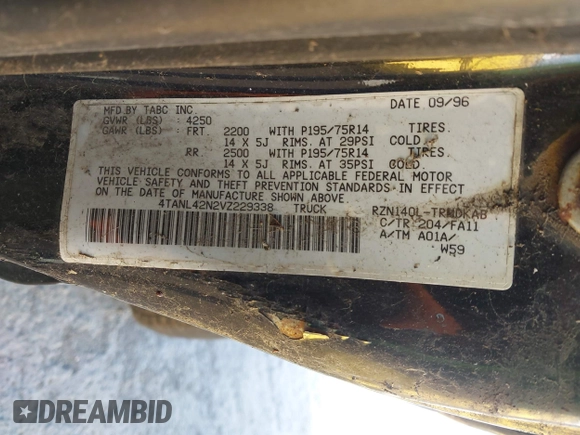 MFD BY TABC INC. DATE 09/96
GVWR (LBS) : 4250
GAWR (LBS) : FRT. 2200 WITH P195/75R14 TIRES.
14 X 5J RIMS. AT 29PSI COLD.
RR 2500 WITH P195/75R14 TIRES.
14 X 5J RIMS. AT 35PSI COLD.
THIS VEHICLE CONFORMS TO ALL APPLICABLE FEDERAL MOTOR
VEHICLE SAFETY AND THEFT PREVENTION STANDARDS IN EFFECT
ON THE DATE OF MANUFACTURE SHOWN ABOVE.
4TANL42N2VZ229338 TRUCK RZN140L-TRMDKAB
C/TR 204/FA11
A/TM A01A/
W59
DREAMBID